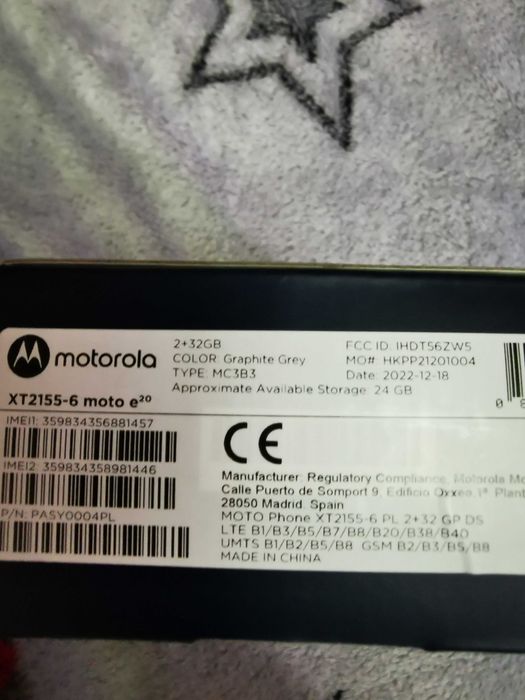 motorola
XT2155-6 moto e²⁰
2+32GB
COLOR: Graphite Grey
TYPE: MC3B3
Approximate Available Storage: 24 GB
FCC ID: IHDT56ZW5
MO#: HKPP21201004
Date: 2022-12-18
IMEI1: 359834356881457
IMEI2: 359834358981446
P/N: PASY0004PL
CE
Manufacturer: Regulatory Compliance, Motorola Mo
Calle Puerto de Somport 9, Edificio Oxxeo, 1ª Plant
28050 Madrid. Spain
MOTO Phone XT2155-6 PL 2+32 GP DS
LTE B1/B3/B5/B7/B8/B20/B38/B40
UMTS B1/B2/B5/B8 GSM B2/B3/B5/B8
MADE IN CHINA
0